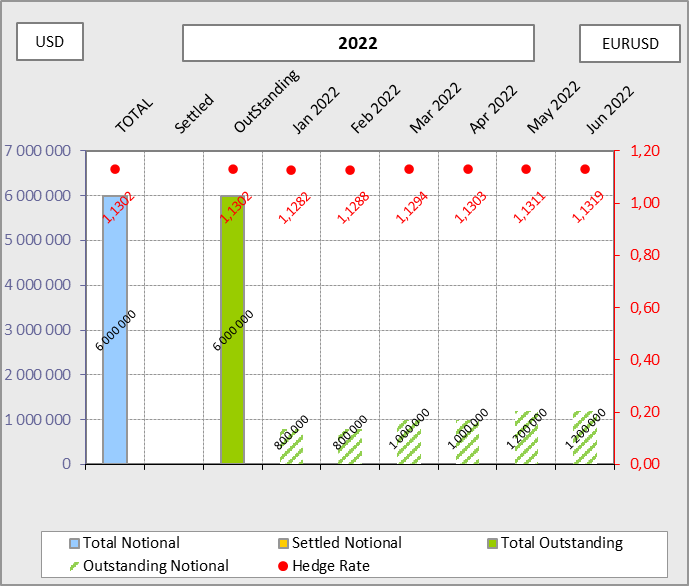 USD
2022
EURUSD
TOTAL
Settled
OutStanding
Jan 2022
Feb 2022
Mar 2022
Apr 2022
May 2022
Jun 2022
7 000 000
6 000 000
5 000 000
4 000 000
3 000 000
2 000 000
1 000 000
0
1,20
1,00
0,80
0,60
0,40
0,20
0,00
1,1302
1,1302
1,1282
1,1288
1,1294
1,1303
1,1311
1,1319
6 000 000
6 000 000
800 000
800 000
1 000 000
1 000 000
1 200 000
1 200 000
Total Notional
Settled Notional
Total Outstanding
Outstanding Notional
Hedge Rate